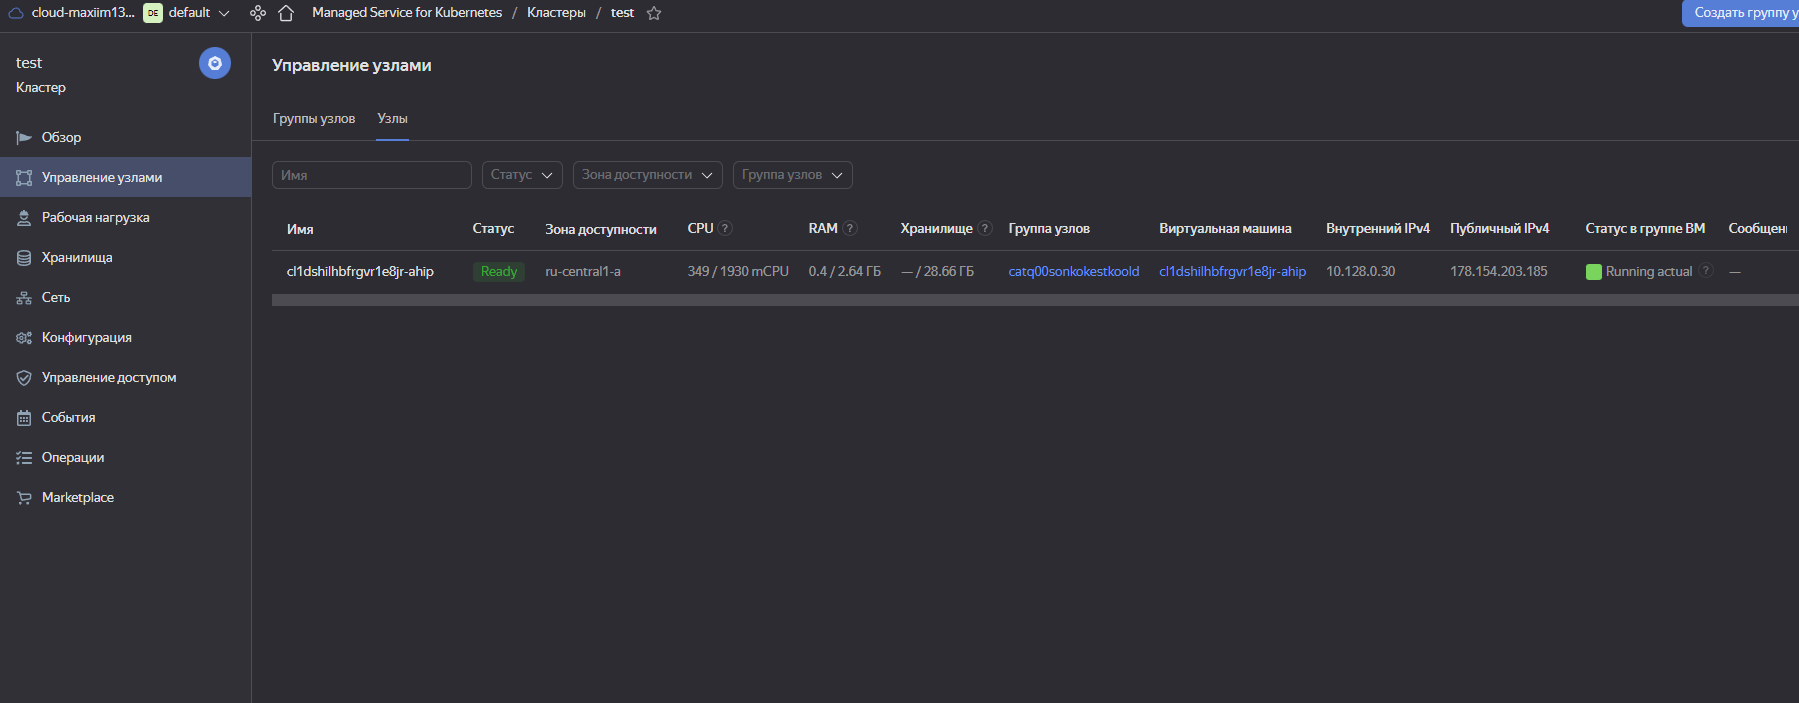 cloud-maxiim13... DE default Managed Service for Kubernetes / Кластеры / test Создать группу у
test
Кластер
Обзор
Управление узлами
Рабочая нагрузка
Хранилища
Сеть
Конфигурация
Управление доступом
События
Операции
Marketplace
Управление узлами
Группы узлов Узлы
Имя Статус Зона доступности Группа узлов
Имя Статус Зона доступности CPU ? RAM ? Хранилище ? Группа узлов Виртуальная машина Внутренний IPv4 Публичный IPv4 Статус в группе ВМ Сообщен
cl1dshilhbfrgvr1e8jr-ahip Ready ru-central1-a 349 / 1930 mCPU 0.4 / 2.64 ГБ — / 28.66 ГБ catq00sonkokestkoold cl1dshilhbfrgvr1e8jr-ahip 10.128.0.30 178.154.203.185 Running actual ? —